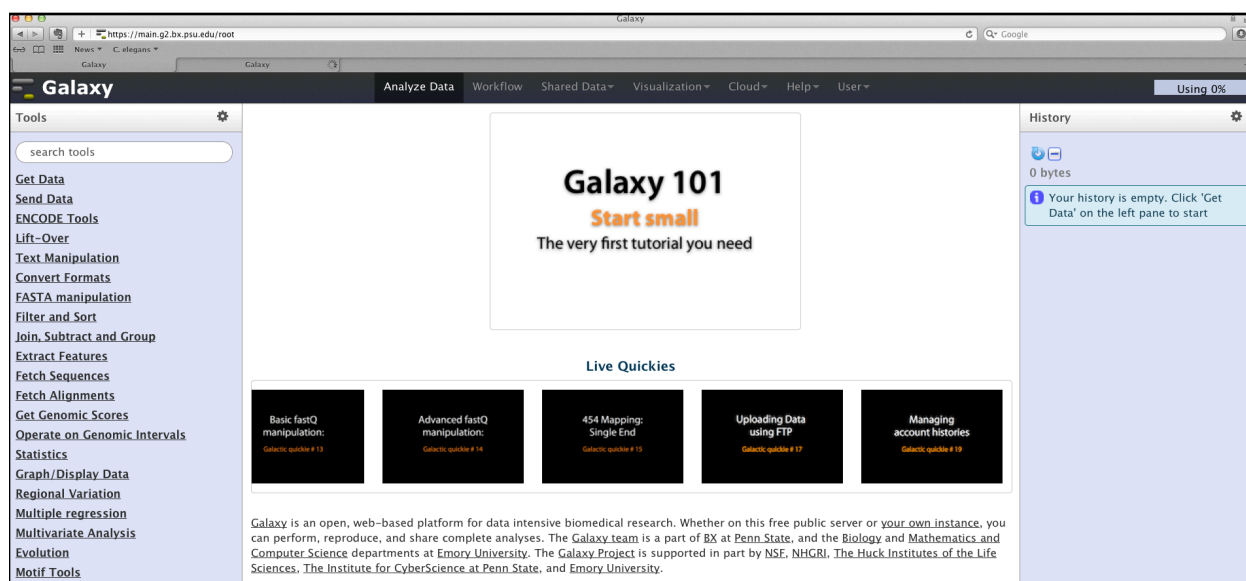 Galaxy
https://main.g2.bx.psu.edu/root
Google
News C. elegans
Galaxy Galaxy
Galaxy Analyze Data Workflow Shared Data Visualization Cloud Help User Using 0%
Tools
search tools
Get Data
Send Data
ENCODE Tools
Lift-Over
Text Manipulation
Convert Formats
FASTA manipulation
Filter and Sort
Join, Subtract and Group
Extract Features
Fetch Sequences
Fetch Alignments
Get Genomic Scores
Operate on Genomic Intervals
Statistics
Graph/Display Data
Regional Variation
Multiple regression
Multivariate Analysis
Evolution
Motif Tools
Galaxy 101
Start small
The very first tutorial you need
Live Quickies
Basic fastQ
manipulation:
Galactic quickie # 13
Advanced fastQ
manipulation:
Galactic quickie # 14
454 Mapping:
Single End
Galactic quickie # 15
Uploading Data
using FTP
Galactic quickie # 17
Managing
account histories
Galactic quickie # 19
Galaxy is an open, web-based platform for data intensive biomedical research. Whether on this free public server or your own instance, you
can perform, reproduce, and share complete analyses. The Galaxy team is a part of BX at Penn State, and the Biology and Mathematics and
Computer Science departments at Emory University. The Galaxy Project is supported in part by NSF, NHGRI, The Huck Institutes of the Life
Sciences, The Institute for CyberScience at Penn State, and Emory University.
History
0 bytes
Your history is empty. Click 'Get
Data' on the left pane to start